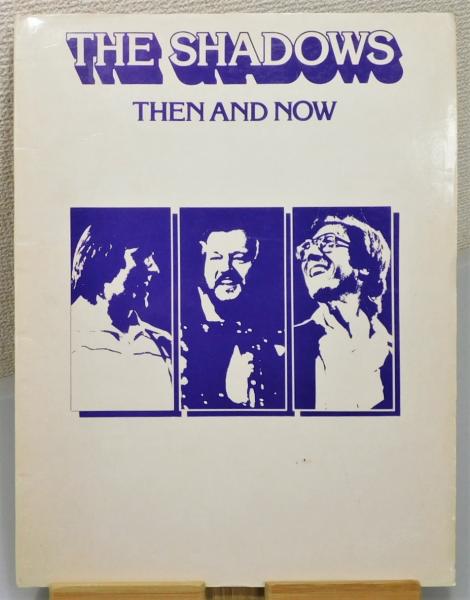 THE SHADOWS
THEN AND NOW